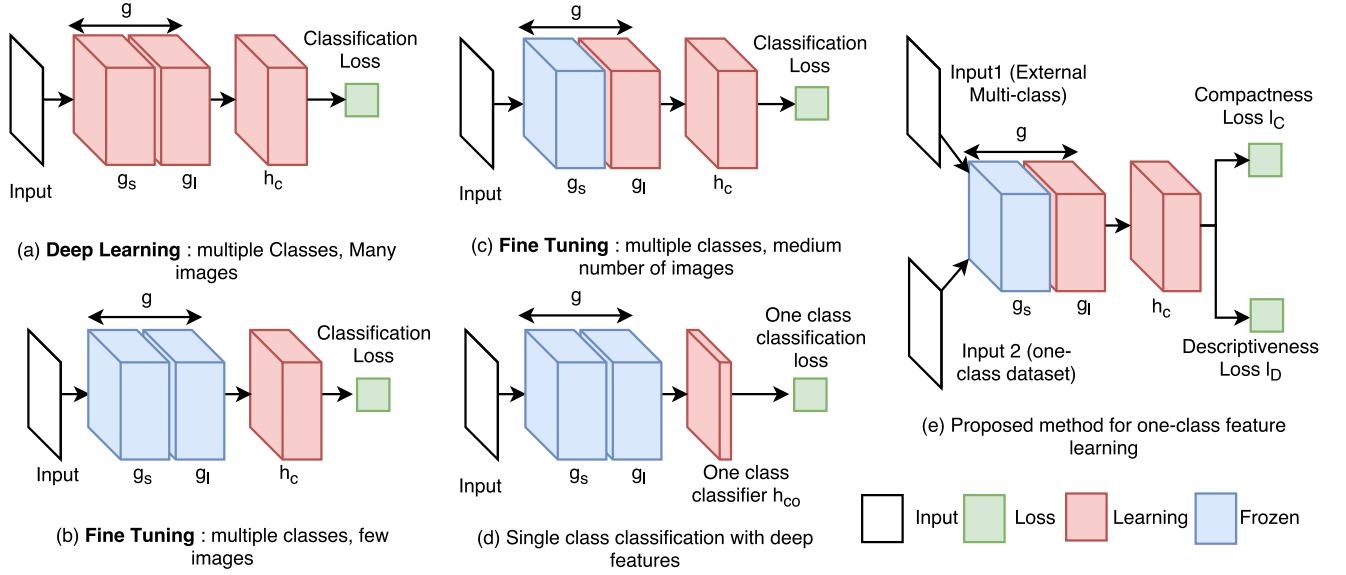 g
Classification
Loss
Input
gs
gl
hc
(a) Deep Learning : multiple Classes, Many
images
g
Classification
Loss
Input
gs
gl
hc
(b) Fine Tuning : multiple classes, few
images
g
Classification
Loss
Input
gs
gl
hc
(c) Fine Tuning : multiple classes, medium
number of images
g
One class
classification
loss
Input
gs
gl
One class
classifier hco
(d) Single class classification with deep
features
Input1 (External
Multi-class)
g
Compactness
Loss lC
gs
gl
hc
Input 2 (one-
class dataset)
Descriptiveness
Loss lD
(e) Proposed method for one-class feature
learning
Input
Loss
Learning
Frozen